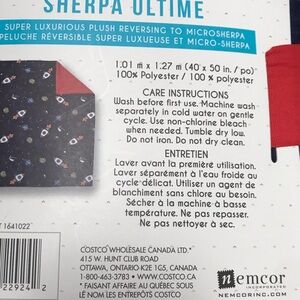 SHERPA ULTIME
SUPER LUXURIOUS PLUSH REVERSING TO MICROSHERPA
PELUCHE RÉVERSIBLE SUPER LUXUEUSE ET MICRO-SHERPA
1.01 m x 1.27 m (40 x 50 in. / po)
100% Polyester / 100 % polyester
CARE INSTRUCTIONS
Wash before first use. Machine wash
separately in cold water on gentle
cycle. Use non-chlorine bleach
when needed. Tumble dry low.
Do not iron. Do not dry clean.
ENTRETIEN
Laver avant la première utilisation.
Laver séparément à l'eau froide au
cycle délicat. Utiliser un agent de
blanchiment sans chlore au besoin.
Sécher à la machine à basse
température. Ne pas repasser.
Ne pas nettoyer à sec.
1641022
COSTCO WHOLESALE CANADA LTD.*
415 W. HUNT CLUB ROAD
OTTAWA, ONTARIO K2E 1G5, CANADA
1-800-463-3783 • WWW.COSTCO.CA
* FAISANT AFFAIRE AU QUÉBEC SOUS
LE NOM LES ENTREPÔTS COSTCO
22924 2
nemcor
INCORPORATED
NEMCORINC.COM